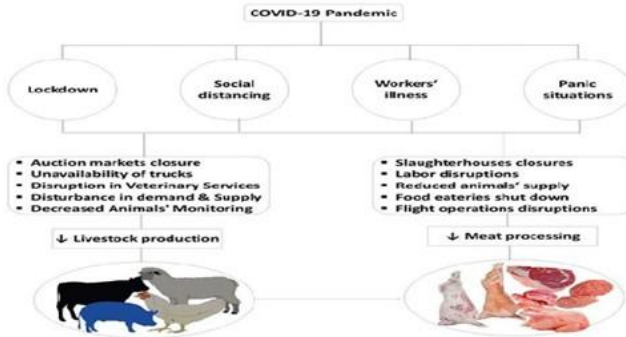 COVID-19 Pandemic
Lockdown
Social
distancing
Workers'
illness
Panic
situations
▪ Auction markets closure
▪ Unavailability of trucks
▪ Disruption in Veterinary Services
▪ Disturbance in demand & Supply
▪ Decreased Animals' Monitoring
▪ Slaughterhouses closures
▪ Labor disruptions
▪ Reduced animals' supply
▪ Food eateries shut down
▪ Flight operations disruptions
↓ Livestock production
↓ Meat processing